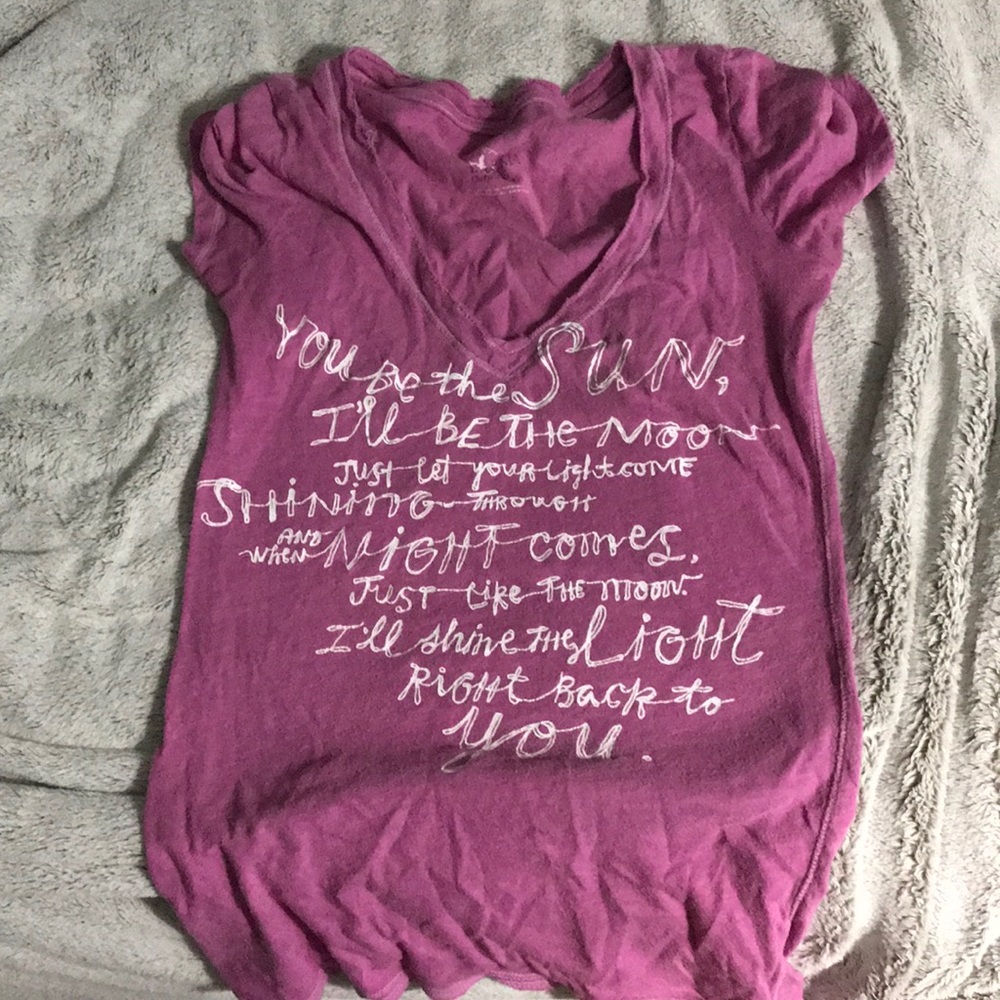 YOU Be the SUN,
I'll BE THE MOON
JUST Let YOUR Light COME
SHiNiNG THROUGH
AND WHEN NiGHT comes,
JUST Like THE MOON.
I'll shine THE LiGHT
RiGHt Back to
you.